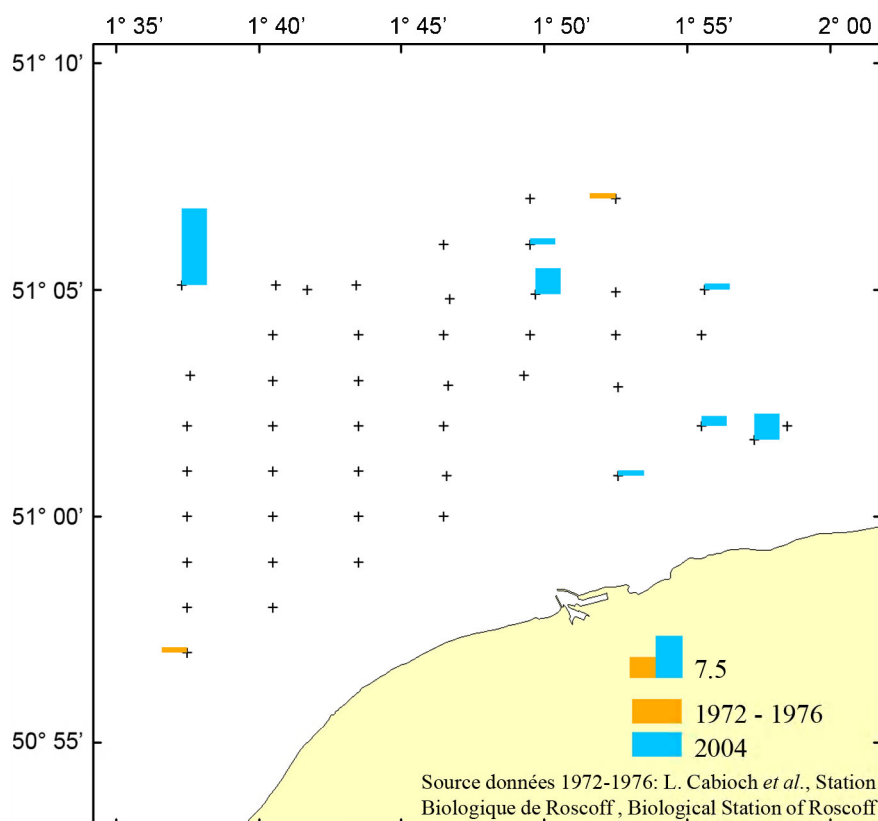 1° 35’ 1° 40’ 1° 45’ 1° 50’ 1° 55’ 2° 00’
51° 10’
51° 05’
51° 00’
50° 55’
7.5
1972 - 1976
2004
Source données 1972-1976: L. Cabioch et al., Station
Biologique de Roscoff , Biological Station of Roscoff